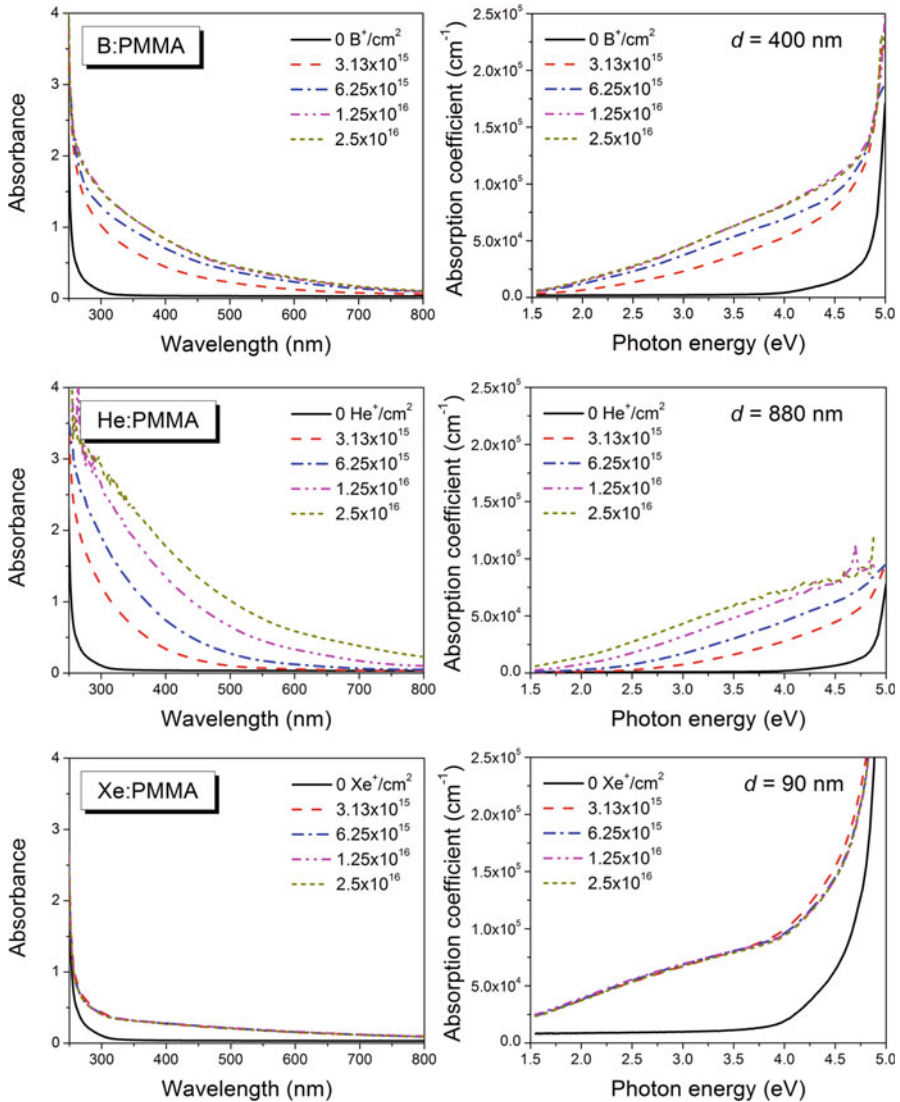 B:PMMA
0 B⁺/cm²
3.13x10¹⁵
6.25x10¹⁵
1.25x10¹⁶
2.5x10¹⁶
Absorbance
4
3
2
1
0
300 400 500 600 700 800
Wavelength (nm)
d = 400 nm
0 B⁺/cm²
3.13x10¹⁵
6.25x10¹⁵
1.25x10¹⁶
2.5x10¹⁶
Absorption coefficient (cm⁻¹)
2.5x10⁵
2.0x10⁵
1.5x10⁵
1.0x10⁵
5.0x10⁴
0.0
1.5 2.0 2.5 3.0 3.5 4.0 4.5 5.0
Photon energy (eV)
He:PMMA
0 He⁺/cm²
3.13x10¹⁵
6.25x10¹⁵
1.25x10¹⁶
2.5x10¹⁶
Absorbance
4
3
2
1
0
300 400 500 600 700 800
Wavelength (nm)
d = 880 nm
0 He⁺/cm²
3.13x10¹⁵
6.25x10¹⁵
1.25x10¹⁶
2.5x10¹⁶
Absorption coefficient (cm⁻¹)
2.5x10⁵
2.0x10⁵
1.5x10⁵
1.0x10⁵
5.0x10⁴
0.0
1.5 2.0 2.5 3.0 3.5 4.0 4.5 5.0
Photon energy (eV)
Xe:PMMA
0 Xe⁺/cm²
3.13x10¹⁵
6.25x10¹⁵
1.25x10¹⁶
2.5x10¹⁶
Absorbance
4
3
2
1
0
300 400 500 600 700 800
Wavelength (nm)
d = 90 nm
0 Xe⁺/cm²
3.13x10¹⁵
6.25x10¹⁵
1.25x10¹⁶
2.5x10¹⁶
Absorption coefficient (cm⁻¹)
2.5x10⁵
2.0x10⁵
1.5x10⁵
1.0x10⁵
5.0x10⁴
0.0
1.5 2.0 2.5 3.0 3.5 4.0 4.5 5.0
Photon energy (eV)